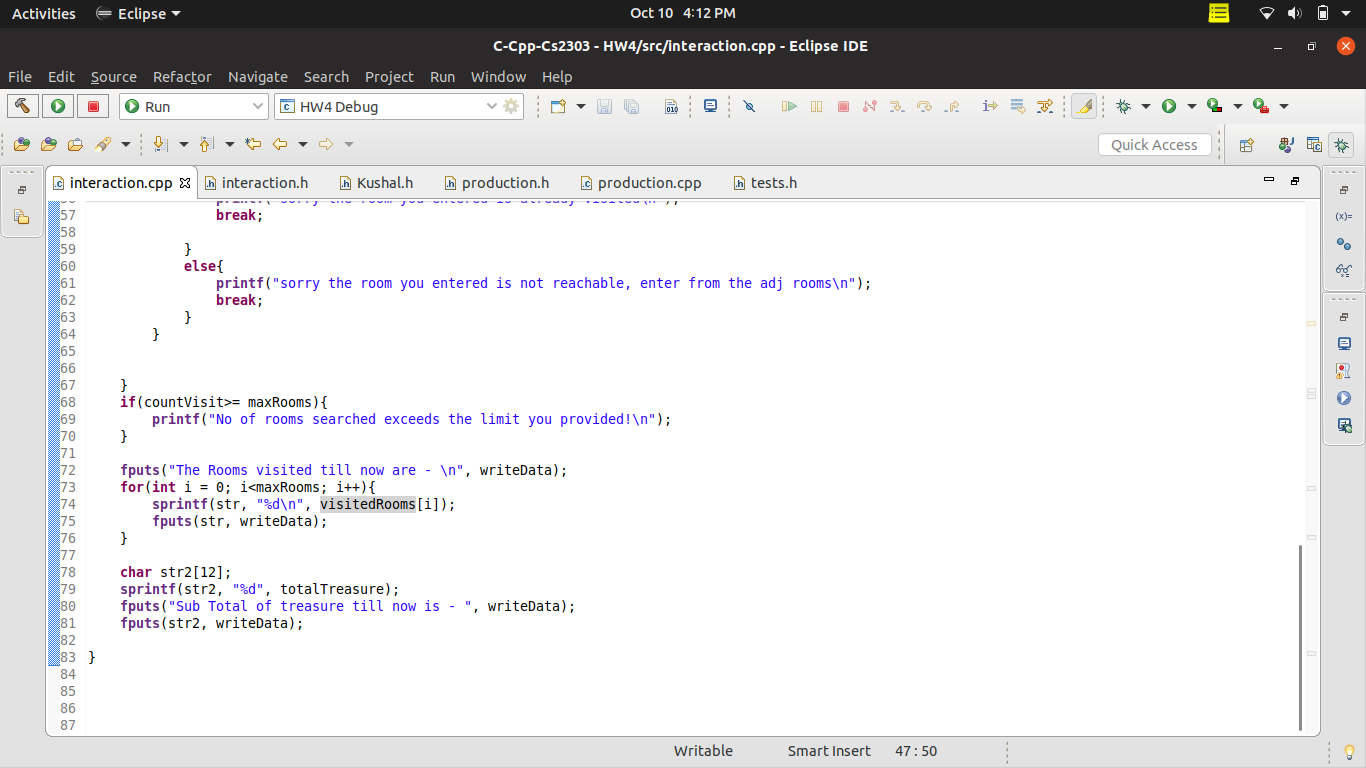 Activities Eclipse Oct 10 4:12 PM
C-Cpp-Cs2303 - HW4/src/interaction.cpp - Eclipse IDE
File Edit Source Refactor Navigate Search Project Run Window Help
Run HW4 Debug
Quick Access
interaction.cpp interaction.h Kushal.h production.h production.cpp tests.h
57 break;
58
59 }
60 else{
61 printf("sorry the room you entered is not reachable, enter from the adj rooms\n");
62 break;
63 }
64 }
65
66
67 }
68 if(countVisit>= maxRooms){
69 printf("No of rooms searched exceeds the limit you provided!\n");
70 }
71
72 fputs("The Rooms visited till now are - \n", writeData);
73 for(int i = 0; i<maxRooms; i++){
74 sprintf(str, "%d\n", visitedRooms[i]);
75 fputs(str, writeData);
76 }
77
78 char str2[12];
79 sprintf(str2, "%d", totalTreasure);
80 fputs("Sub Total of treasure till now is - ", writeData);
81 fputs(str2, writeData);
82
83 }
84
85
86
87
Writable Smart Insert 47 : 50